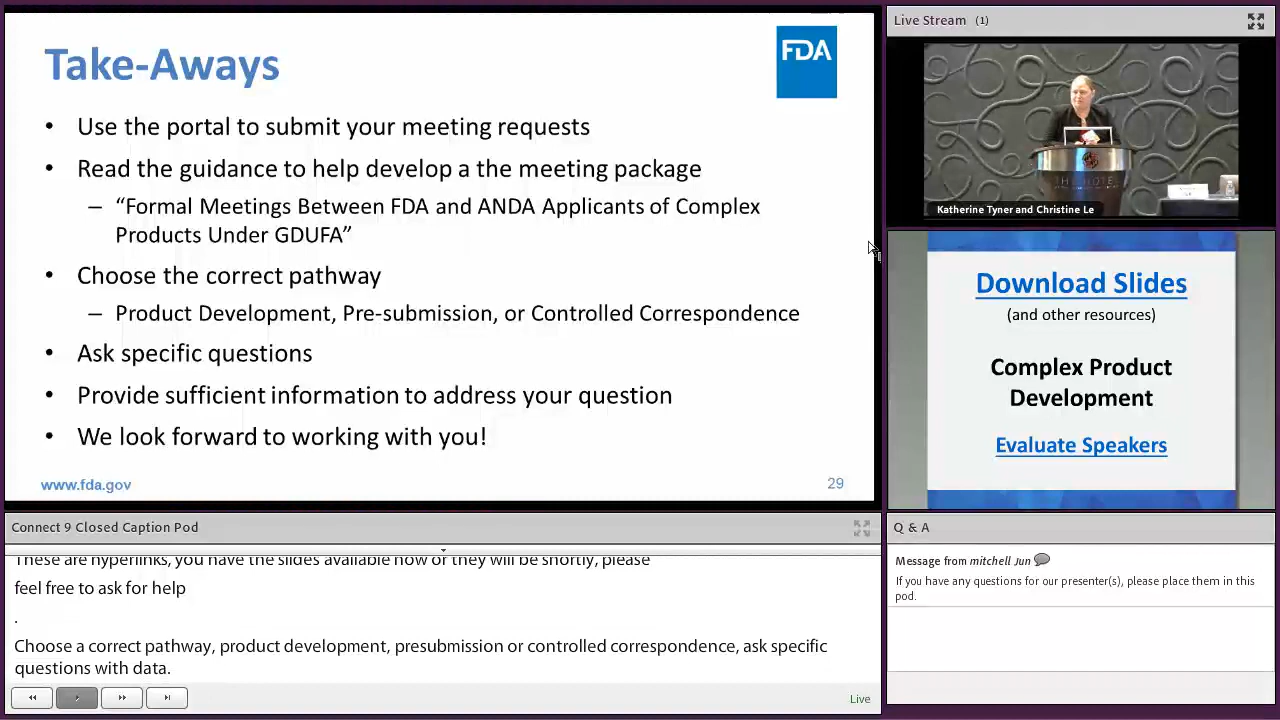 Take-Aways
FDA
• Use the portal to submit your meeting requests
• Read the guidance to help develop a the meeting package
– “Formal Meetings Between FDA and ANDA Applicants of Complex
Products Under GDUFA”
• Choose the correct pathway
– Product Development, Pre-submission, or Controlled Correspondence
• Ask specific questions
• Provide sufficient information to address your question
• We look forward to working with you!
www.fda.gov
29
Live Stream (1)
THE HOTEL
Katherine Tyner and Christine Le
Download Slides
(and other resources)
Complex Product
Development
Evaluate Speakers
Connect 9 Closed Caption Pod
These are hyperlinks, you have the slides available now or they will be shortly, please
feel free to ask for help
.
Choose a correct pathway, product development, presubmission or controlled correspondence, ask specific
questions with data.
Live
Q & A
Message from mitchell Jun
If you have any questions for our presenter(s), please place them in this
pod.